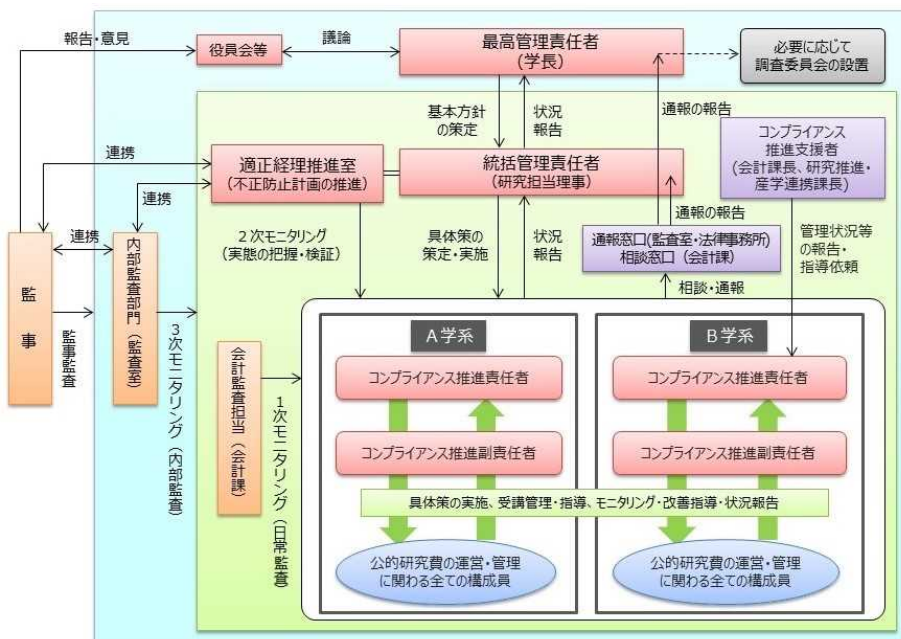 報告・意見
役員会等
議論
最高管理責任者
(学長)
必要に応じて
調査委員会の設置
基本方針
の策定
状況
報告
通報の報告
コンプライアンス
推進支援者
(会計課長、研究推進・
産学連携課長)
連携
適正経理推進室
(不正防止計画の推進)
統括管理責任者
(研究担当理事)
連携
通報の報告
2次モニタリング
(実態の把握・検証)
具体策の
策定・実施
状況
報告
通報窓口(監査室・法律事務所)
相談窓口（会計課）
管理状況等
の報告・
指導依頼
連携
相談・通報
監事
監事監査
内部監査部門（監査室）
3次モニタリング（内部監査）
会計監査担当（会計課）
1次モニタリング（日常監査）
A学系
B学系
コンプライアンス推進責任者
コンプライアンス推進責任者
コンプライアンス推進副責任者
コンプライアンス推進副責任者
具体策の実施、受講管理・指導、モニタリング・改善指導・状況報告
公的研究費の運営・管理
に関わる全ての構成員
公的研究費の運営・管理
に関わる全ての構成員